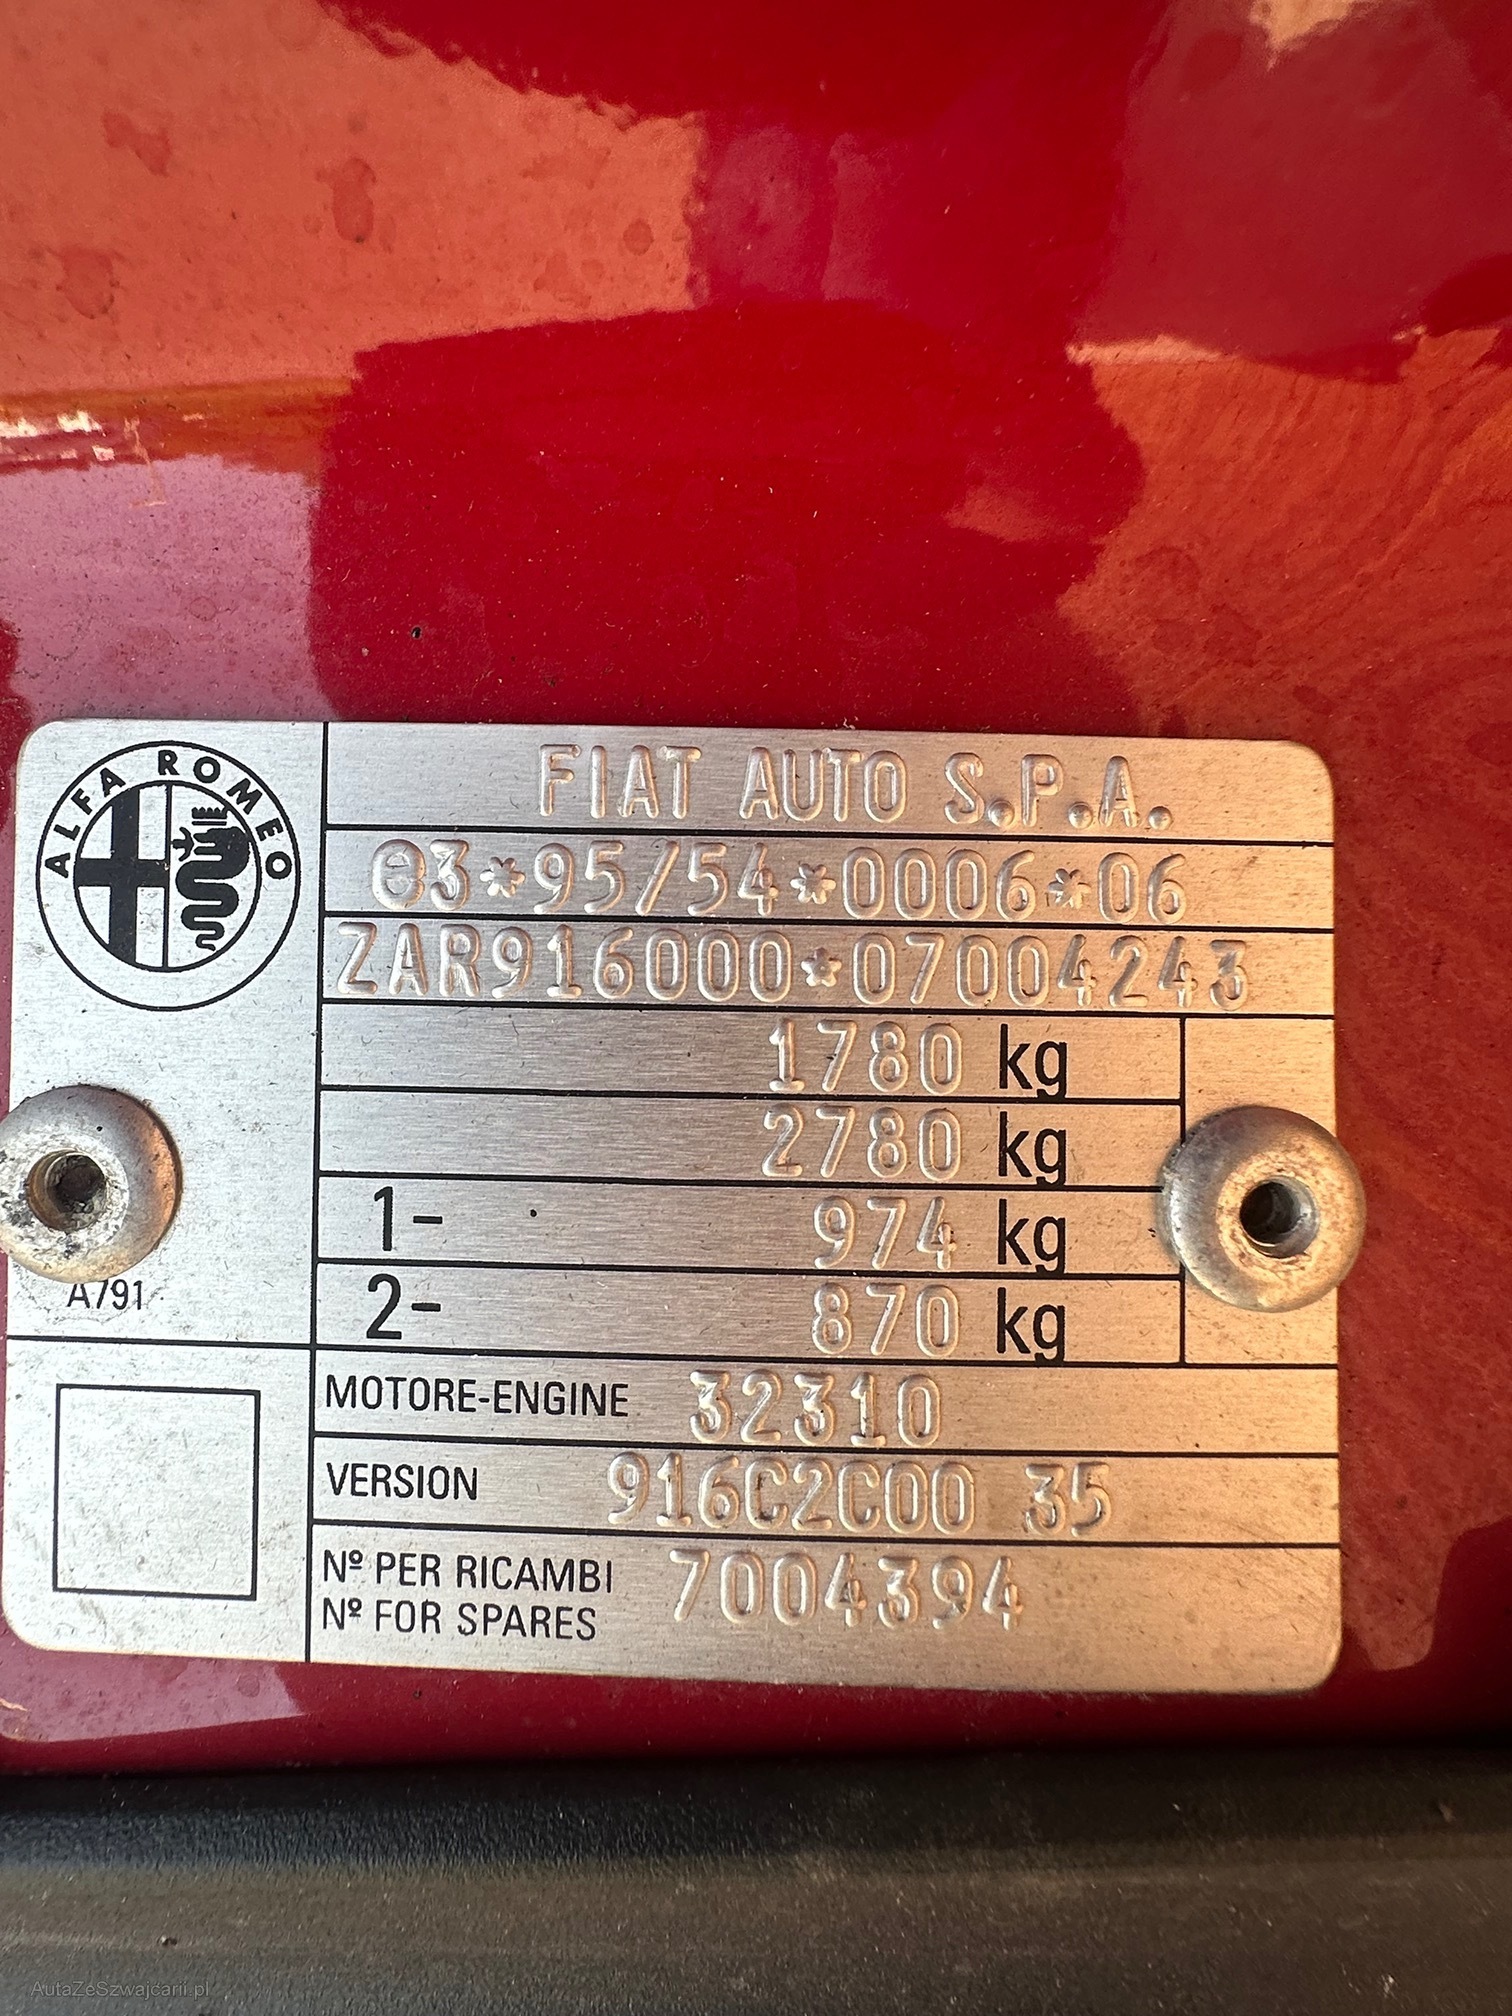 ALFA ROMEO
FIAT AUTO S.P.A.
e3*95/54*0006*06
ZAR916000*07004243
1780 kg
2780 kg
1- 974 kg
2- 870 kg
A791
MOTORE-ENGINE 32310
VERSION 916C2C00 35
Nº PER RICAMBI 7004394
Nº FOR SPARES
AutaZeSzwajcarii.pl